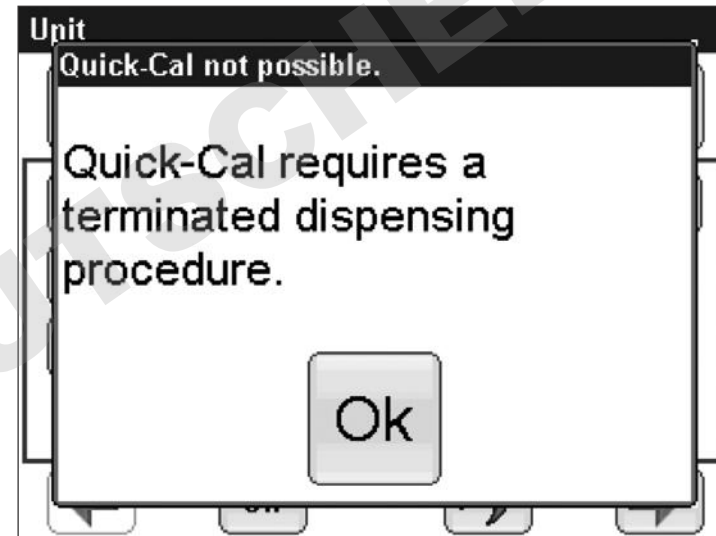 Unit
Quick-Cal not possible.
Quick-Cal requires a
terminated dispensing
procedure.
Ok